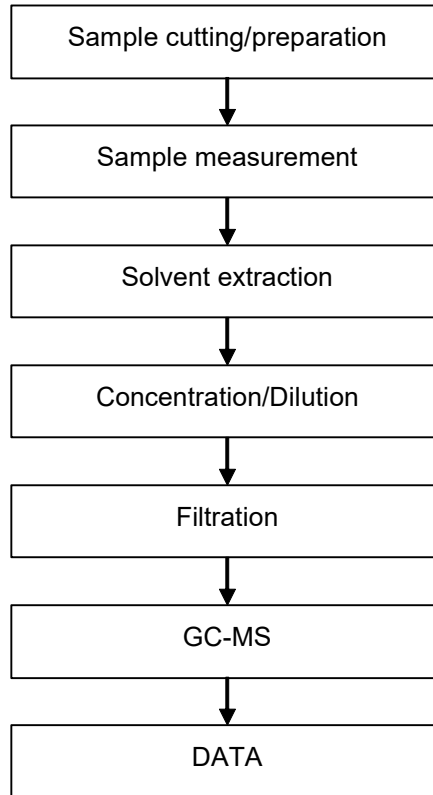 Sample cutting/preparation
Sample measurement
Solvent extraction
Concentration/Dilution
Filtration
GC-MS
DATA